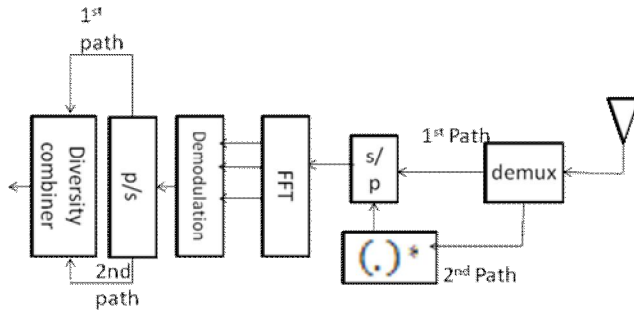 1st
path
Diversity
combiner
p/s
Demodulation
FFT
s/
p
1st Path
demux
(.)*
2nd Path
2nd
path